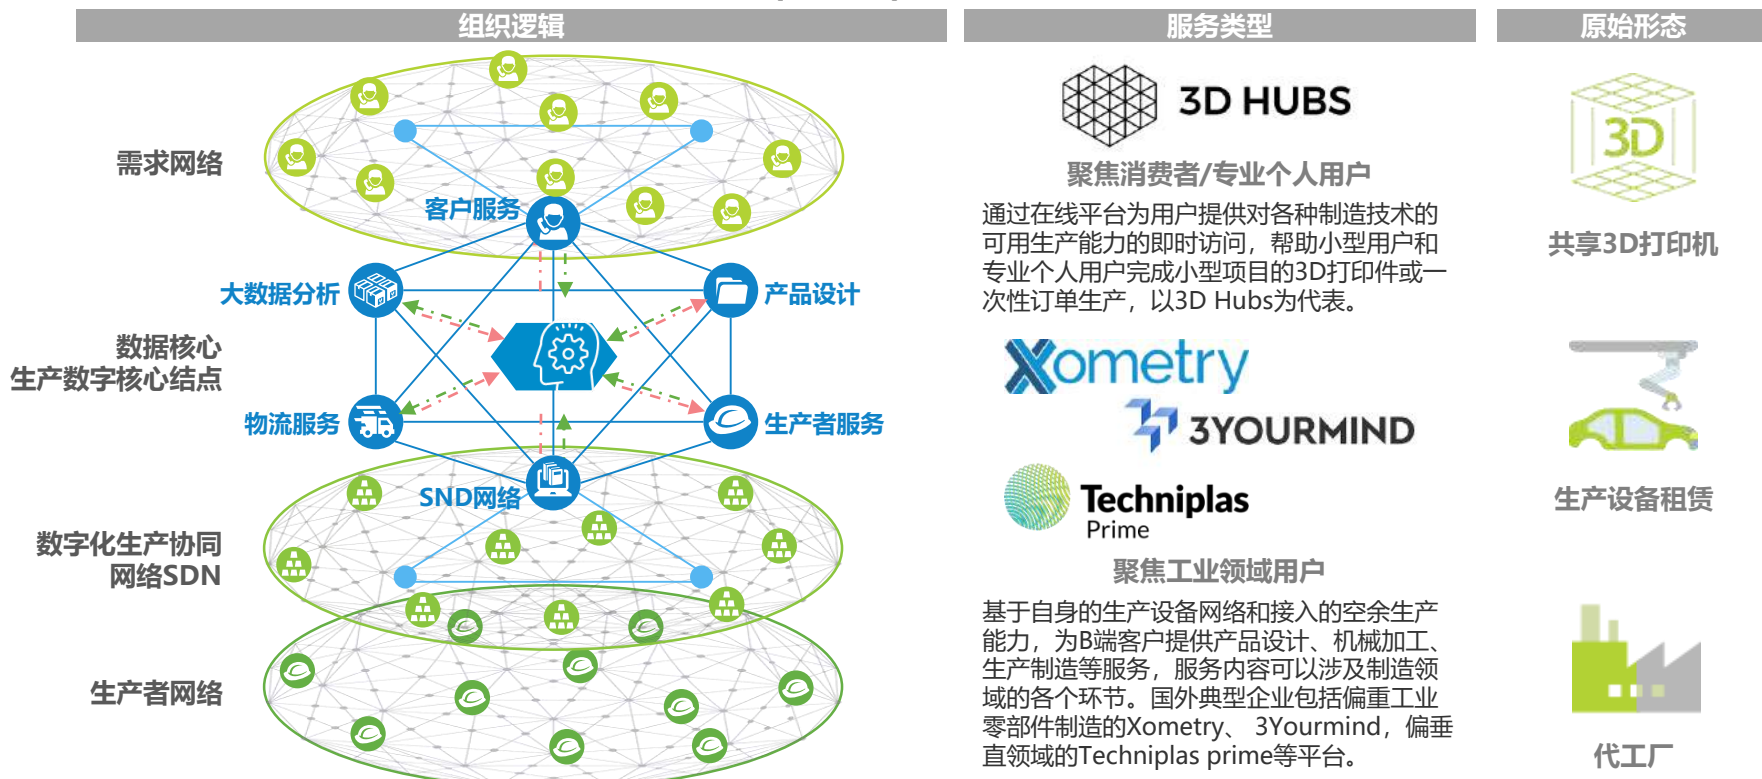 组织逻辑
服务类型
原始形态
需求网络
客户服务
大数据分析
产品设计
数据核心
生产数字核心结点
物流服务
生产者服务
SND网络
数字化生产协同
网络SDN
生产者网络
3D HUBS
聚焦消费者/专业个人用户
通过在线平台为用户提供对各种制造技术的
可用生产能力的即时访问，帮助小型用户和
专业个人用户完成小型项目的3D打印件或一
次性订单生产，以3D Hubs为代表。
Xometry
3YOURMIND
Techniplas
Prime
聚焦工业领域用户
基于自身的生产设备网络和接入的空余生产
能力，为B端客户提供产品设计、机械加工、
生产制造等服务，服务内容可以涉及制造领
域的各个环节。国外典型企业包括偏重工业
零部件制造的Xometry、 3Yourmind，偏垂
直领域的Techniplas prime等平台。
3D
共享3D打印机
生产设备租赁
代工厂